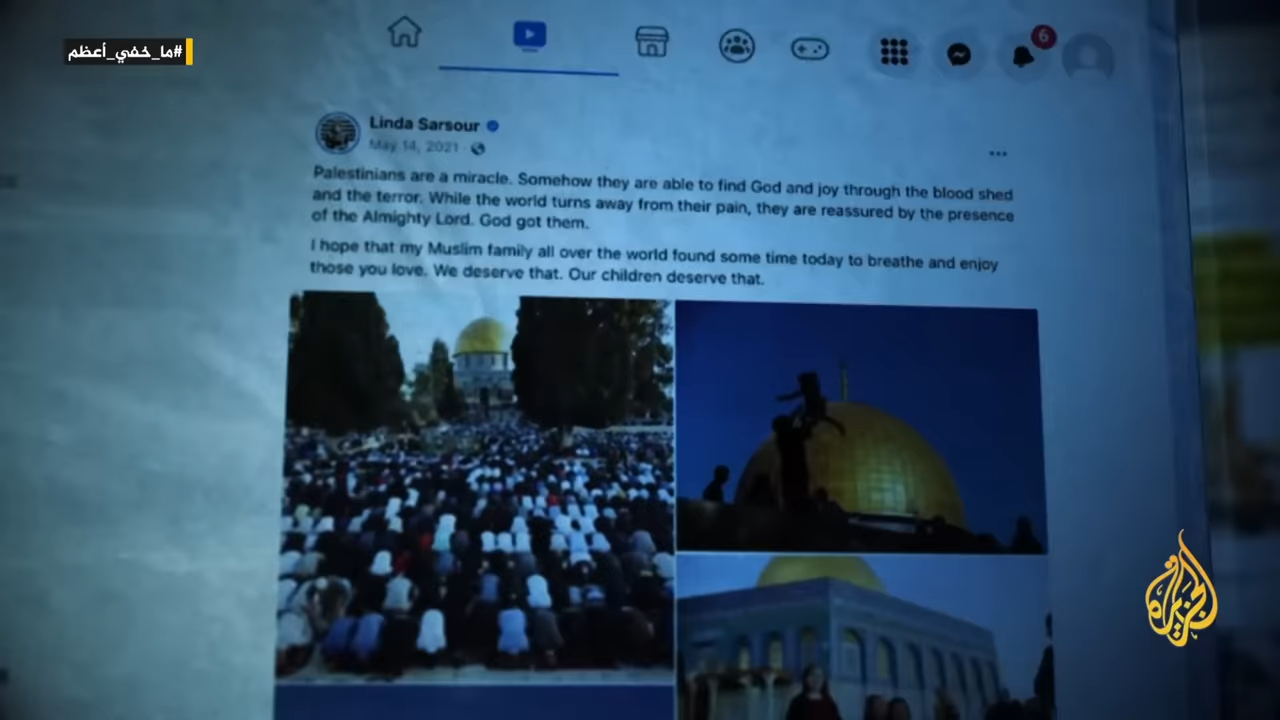 #ما_خفي_أعظم
6
Linda Sarsour
May 14, 2021
Palestinians are a miracle. Somehow they are able to find God and joy through the blood shed
and the terror. While the world turns away from their pain, they are reassured by the presence
of the Almighty Lord. God got them.
I hope that my Muslim family all over the world found some time today to breathe and enjoy
those you love. We deserve that. Our children deserve that.
الجزيرة